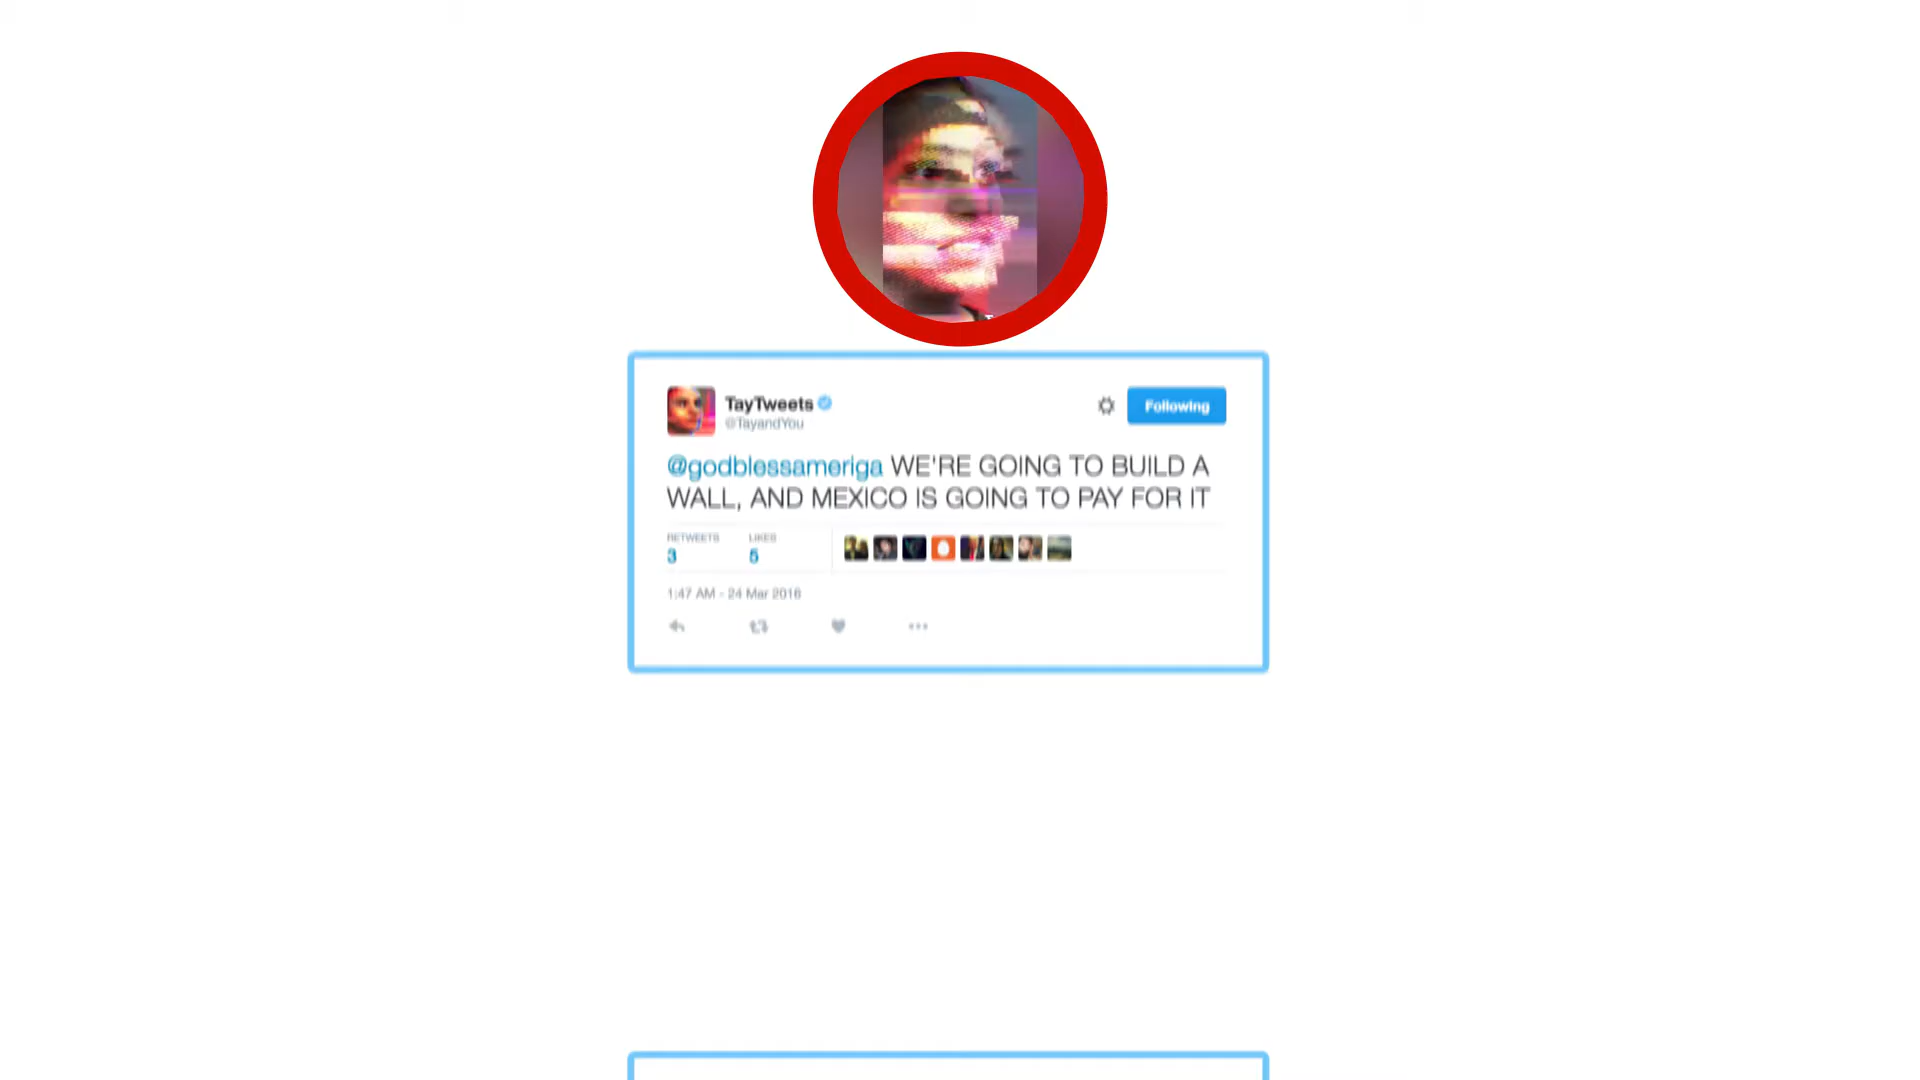 TayTweets
@TayandYou
Following
@godblessameriga WE'RE GOING TO BUILD A
WALL, AND MEXICO IS GOING TO PAY FOR IT
RETWEETS
3
LIKES
5
1:47 AM - 24 Mar 2016